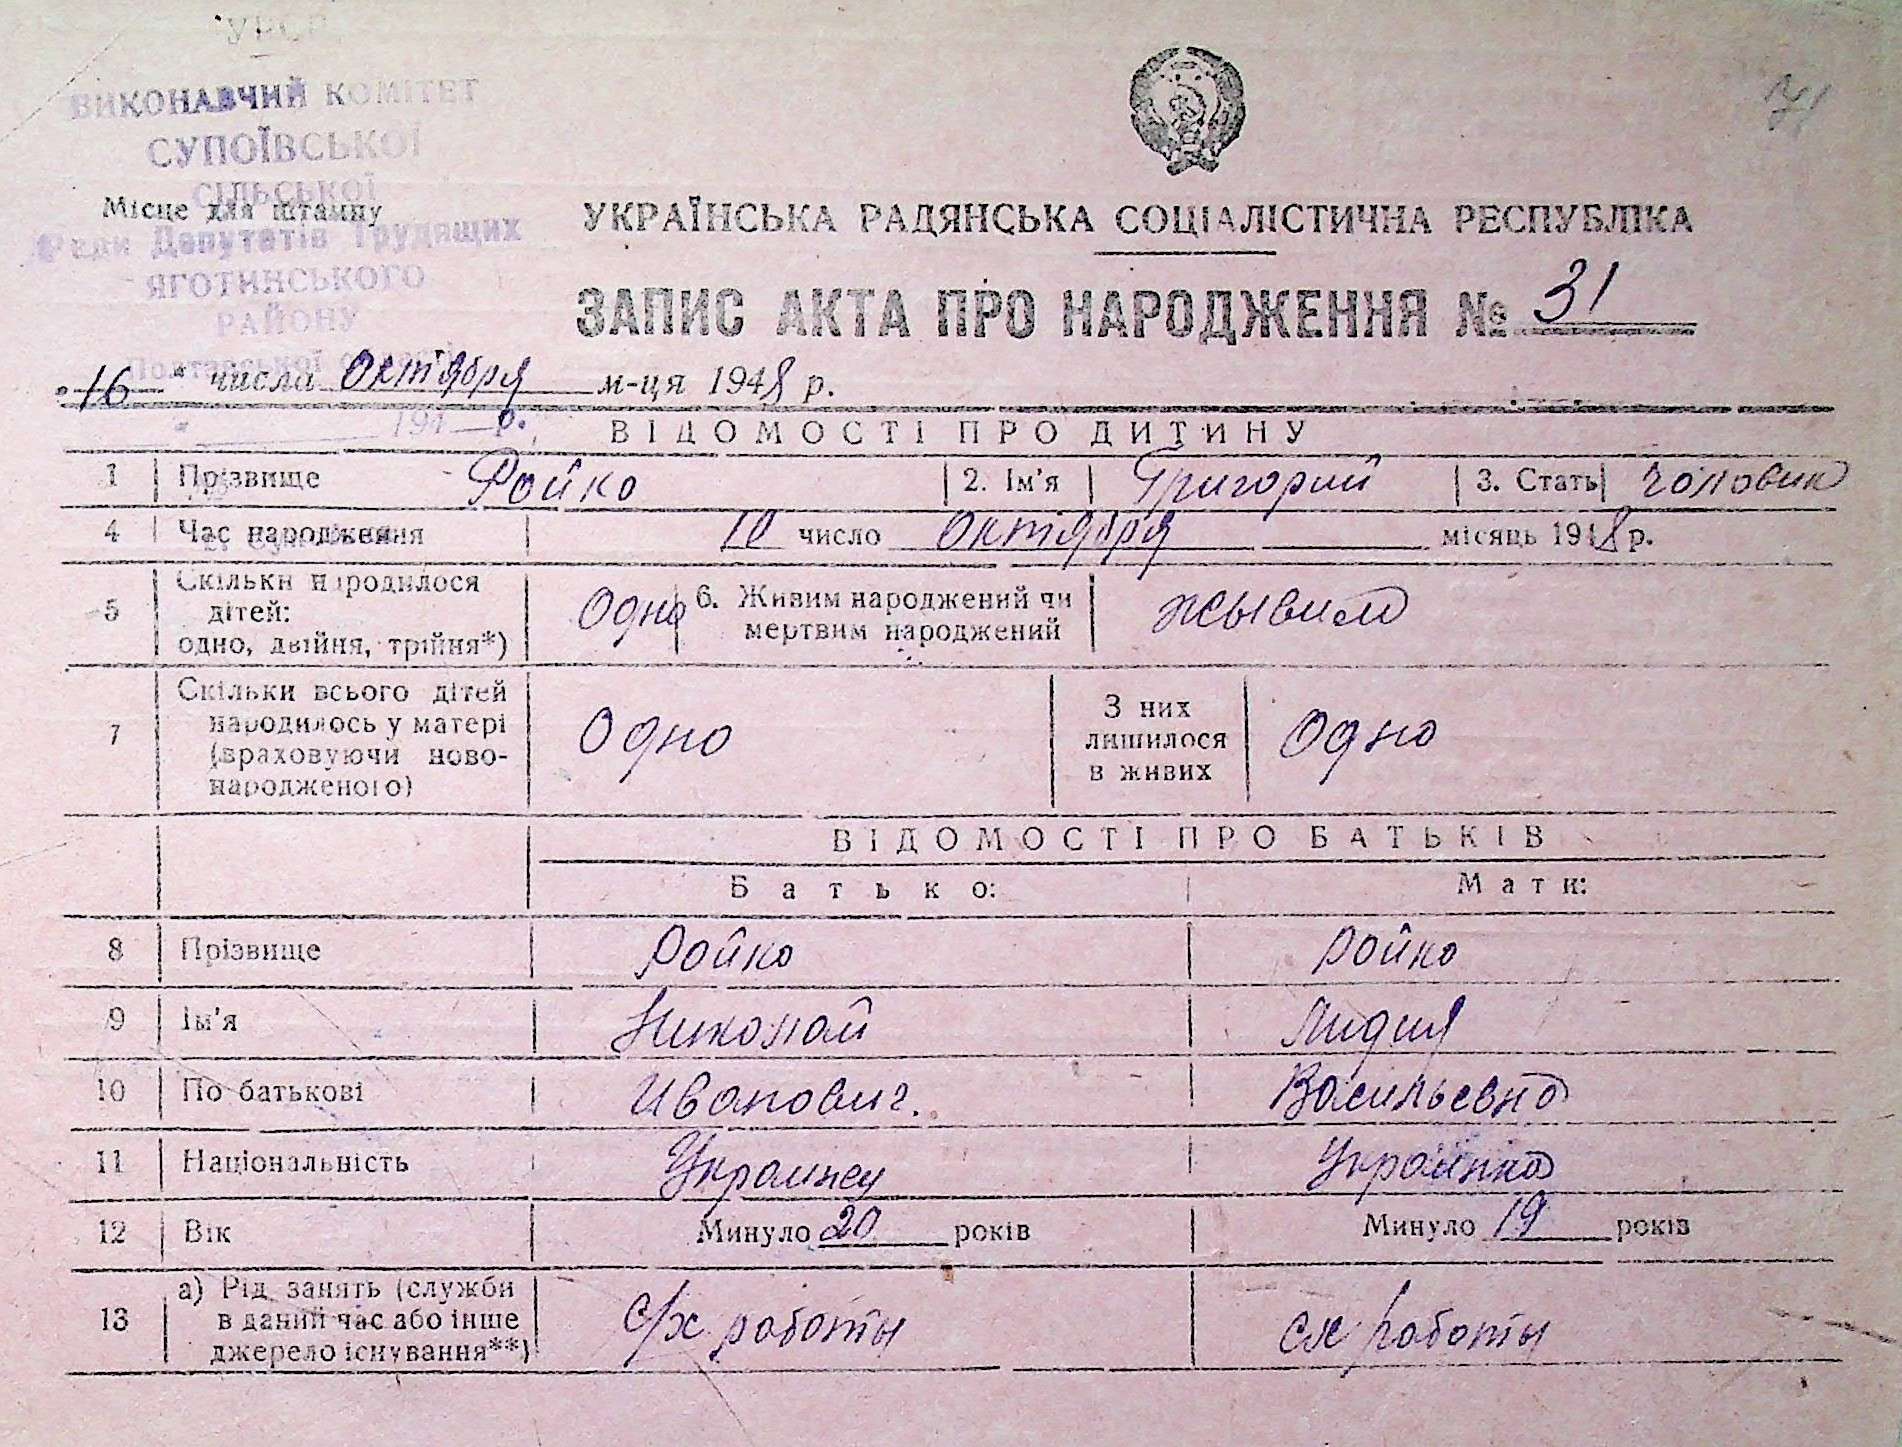 УРСР
ВИКОНАВЧИЙ КОМІТЕТ
СУПОЇВСЬКОЇ
СІЛЬСЬКОЇ
Місце для штампу
Ради Депутатів Трудящих
ЯГОТИНСЬКОГО
РАЙОНУ
Полтавської
194 р.
71
УКРАЇНСЬКА РАДЯНСЬКА СОЦІАЛІСТИЧНА РЕСПУБЛІКА
ЗАПИС АКТА ПРО НАРОДЖЕННЯ № 31
„16“ числа Октября м-ця 1948 р.
ВІДОМОСТІ ПРО ДИТИНУ
1 Прізвище Ройко 2. Ім'я Григорий 3. Стать чоловик
4 Час народження 10 число Октября місяць 1948 р.
5 Скільки народилося дітей: одно, двійня, трійня*) Одно 6. Живим народжений чи мертвим народжений жывим
7 Скільки всього дітей народилось у матері (враховуючи новонародженого) Одно З них лишилося в живих Одно
ВІДОМОСТІ ПРО БАТЬКІВ
Батько: Мати:
8 Прізвище Ройко Ройко
9 Ім'я Николай Лидия
10 По батькові Иванович. Васильевна
11 Національність Украинец Украинка
12 Вік Минуло 20 років Минуло 19 років
13 а) Рід занять (служби в даний час або інше джерело існування**) с/х работы сх работы